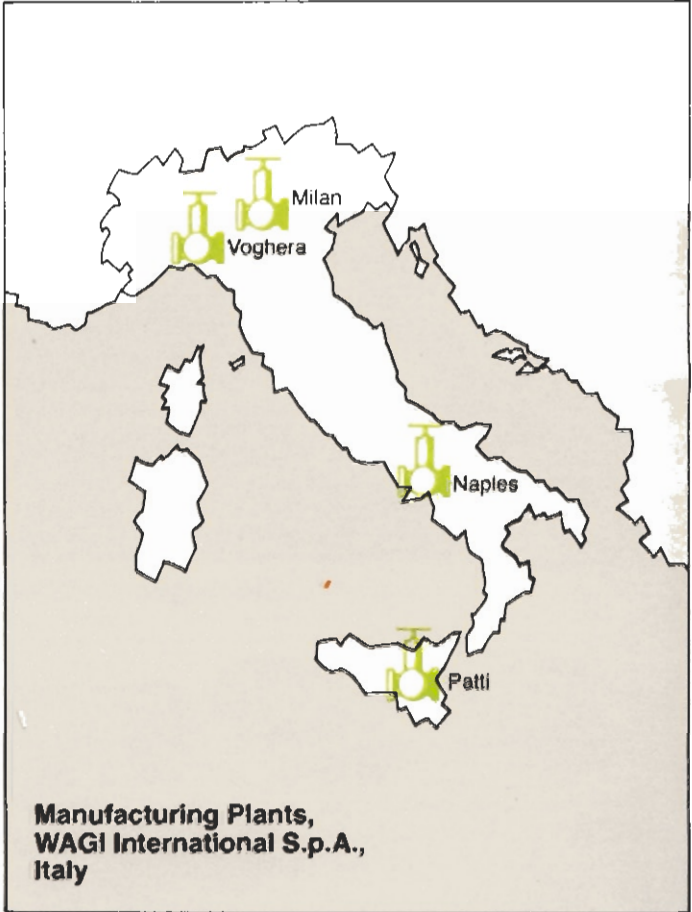 Milan
Voghera
Naples
Patti
Manufacturing Plants,
WAGI International S.p.A.,
Italy